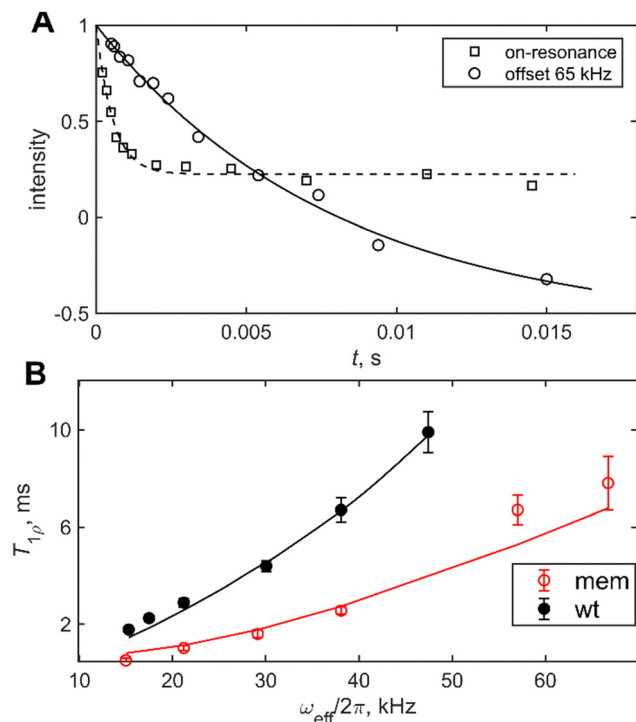 A
1
0.5
0
-0.5
intensity
on-resonance
offset 65 kHz
0
0.005
0.01
0.015
t, s
B
10
6
2
T1ρ, ms
mem
wt
10
20
30
40
50
60
ωeff/2π, kHz